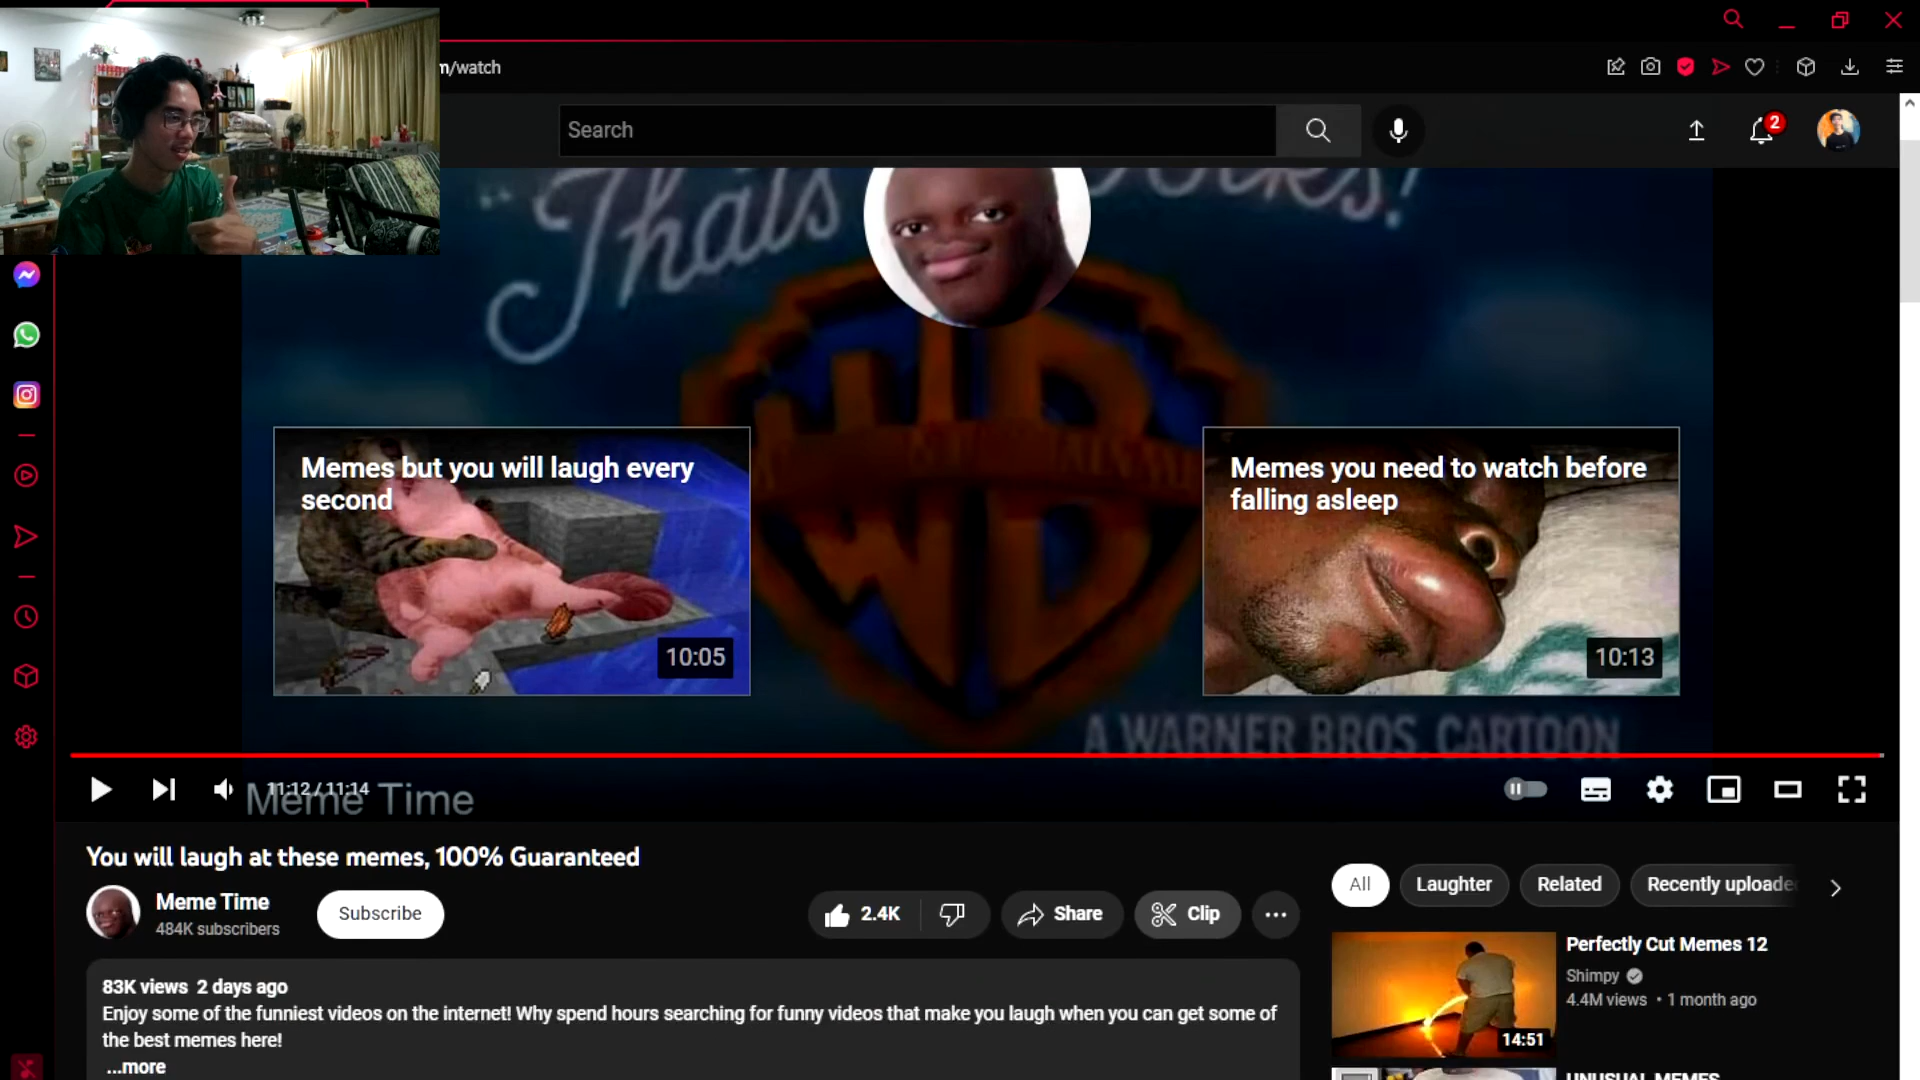 m/watch
Search
2
"Thats
Memes but you will laugh every
second
10:05
Memes you need to watch before
falling asleep
10:13
A WARNER BROS. CARTOON
11:12 / 11:14
Meme Time
You will laugh at these memes, 100% Guaranteed
Meme Time
484K subscribers
Subscribe
2.4K
Share
Clip
83K views 2 days ago
Enjoy some of the funniest videos on the internet! Why spend hours searching for funny videos that make you laugh when you can get some of
the best memes here!
...more
All
Laughter
Related
Recently uploade
Perfectly Cut Memes 12
Shimpy
4.4M views • 1 month ago
14:51
UNUSUAL MEMES